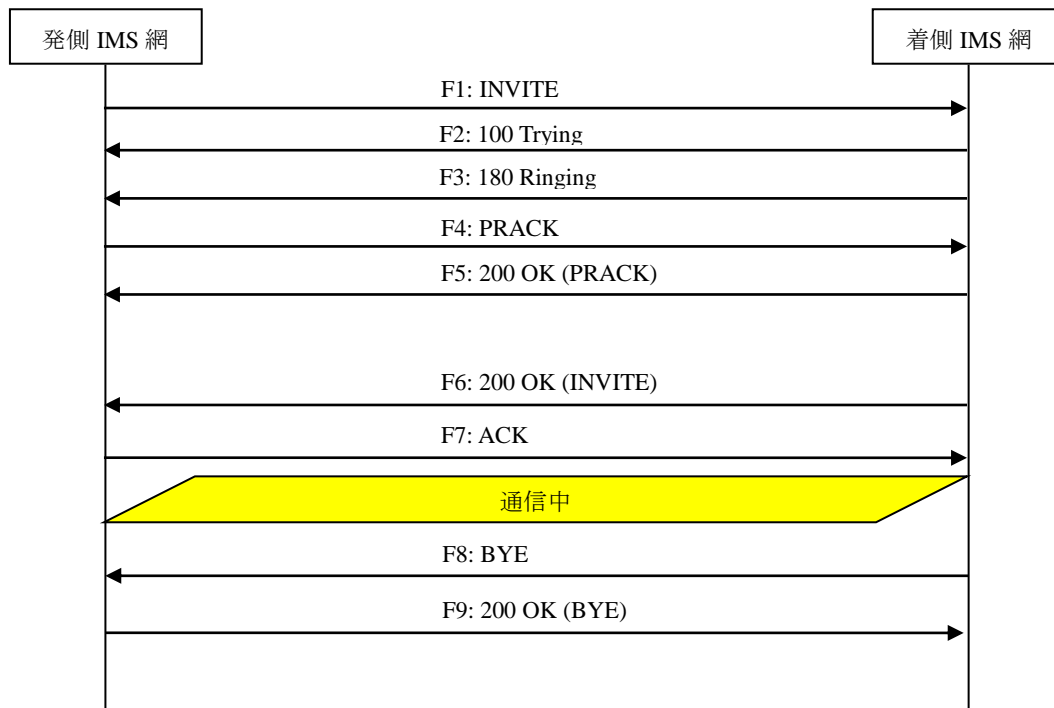 発側 IMS 網
着側 IMS 網
F1: INVITE
F2: 100 Trying
F3: 180 Ringing
F4: PRACK
F5: 200 OK (PRACK)
F6: 200 OK (INVITE)
F7: ACK
通信中
F8: BYE
F9: 200 OK (BYE)